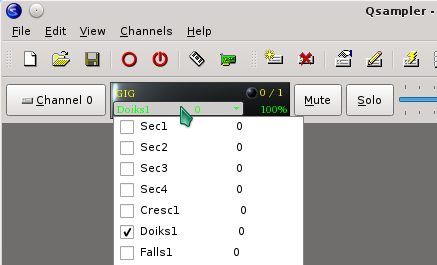 Qsampler -
File Edit View Channels Help
Channel 0 GIG 0 / 1 Mute Solo
Doiks1 0 100%
Sec1 0
Sec2 0
Sec3 0
Sec4 0
Cresc1 0
Doiks1 0
Falls1 0